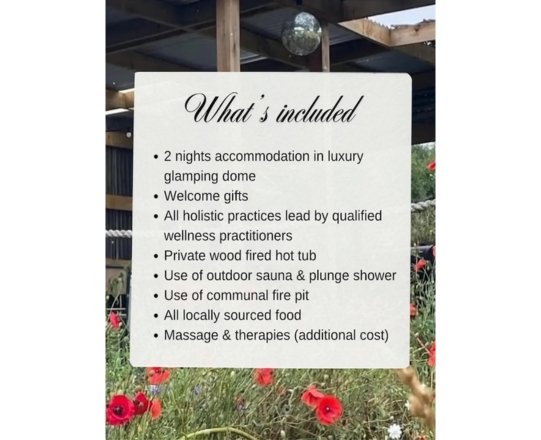 What's included
• 2 nights accommodation in luxury
glamping dome
• Welcome gifts
• All holistic practices lead by qualified
wellness practitioners
• Private wood fired hot tub
• Use of outdoor sauna & plunge shower
• Use of communal fire pit
• All locally sourced food
• Massage & therapies (additional cost)